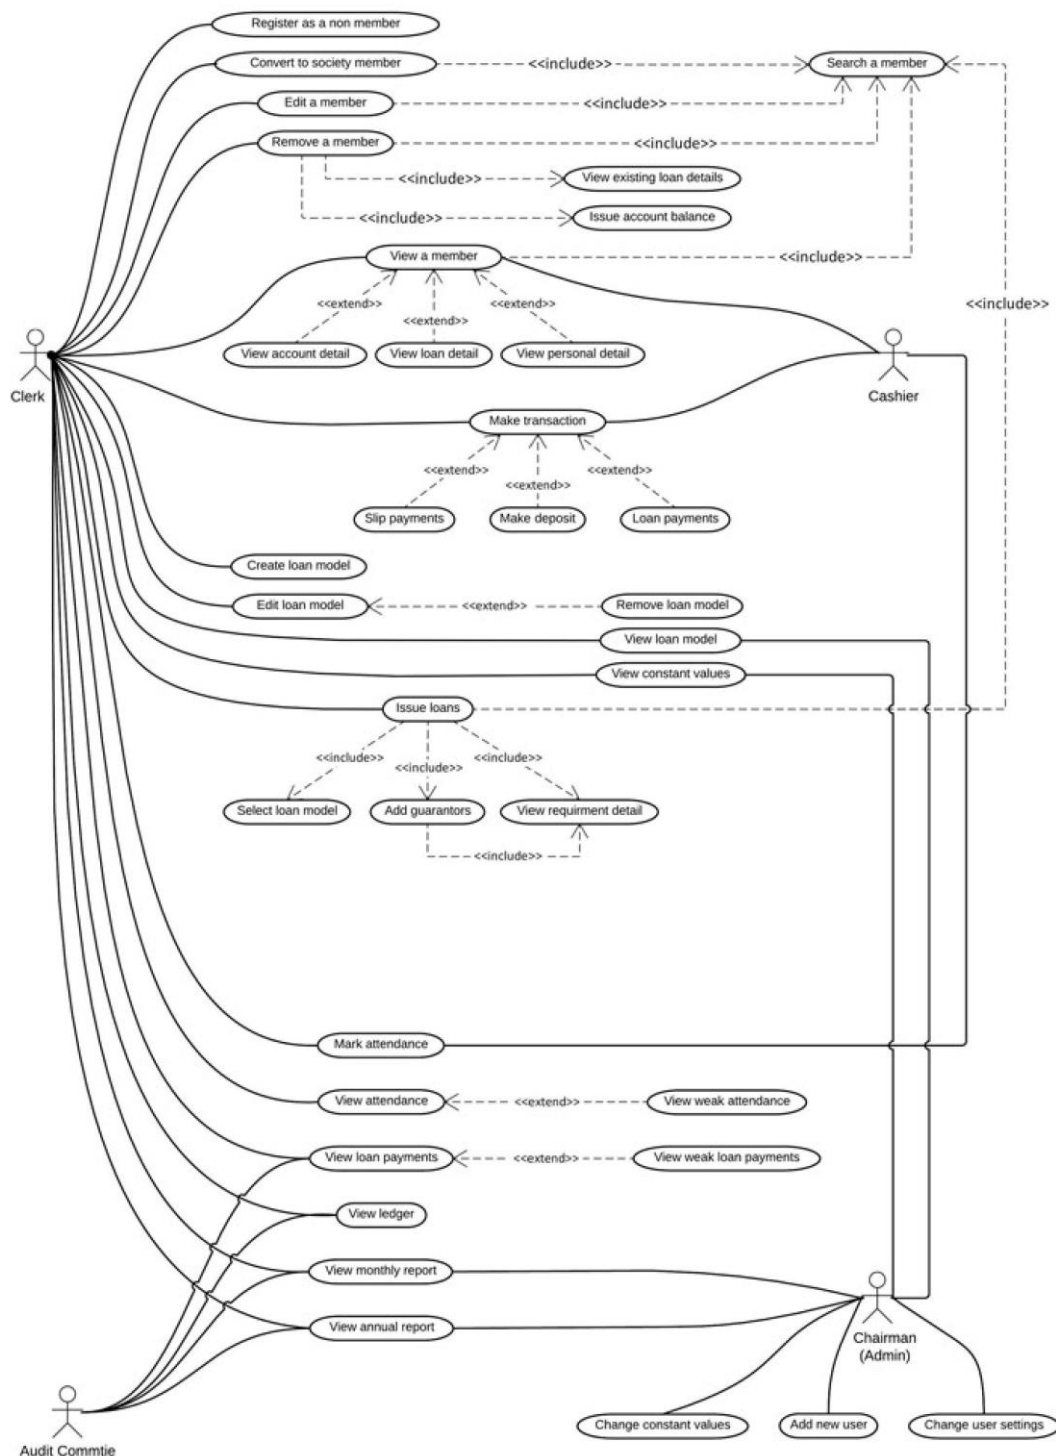 Register as a non member
Convert to society member
<<include>>
Search a member
Edit a member
<<include>>
Remove a member
<<include>>
<<include>>
View existing loan details
<<include>>
Issue account balance
View a member
<<include>>
<<extend>>
<<extend>>
<<extend>>
<<include>>
View account detail
View loan detail
View personal detail
Clerk
Cashier
Make transaction
<<extend>>
<<extend>>
<<extend>>
Slip payments
Make deposit
Loan payments
Create loan model
Edit loan model
<<extend>>
Remove loan model
View loan model
View constant values
Issue loans
<<include>>
<<include>>
<<include>>
Select loan model
Add guarantors
View requirment detail
<<include>>
Mark attendance
View attendance
<<extend>>
View weak attendance
View loan payments
<<extend>>
View weak loan payments
View ledger
View monthly report
View annual report
Chairman
(Admin)
Change constant values
Add new user
Change user settings
Audit Commtie